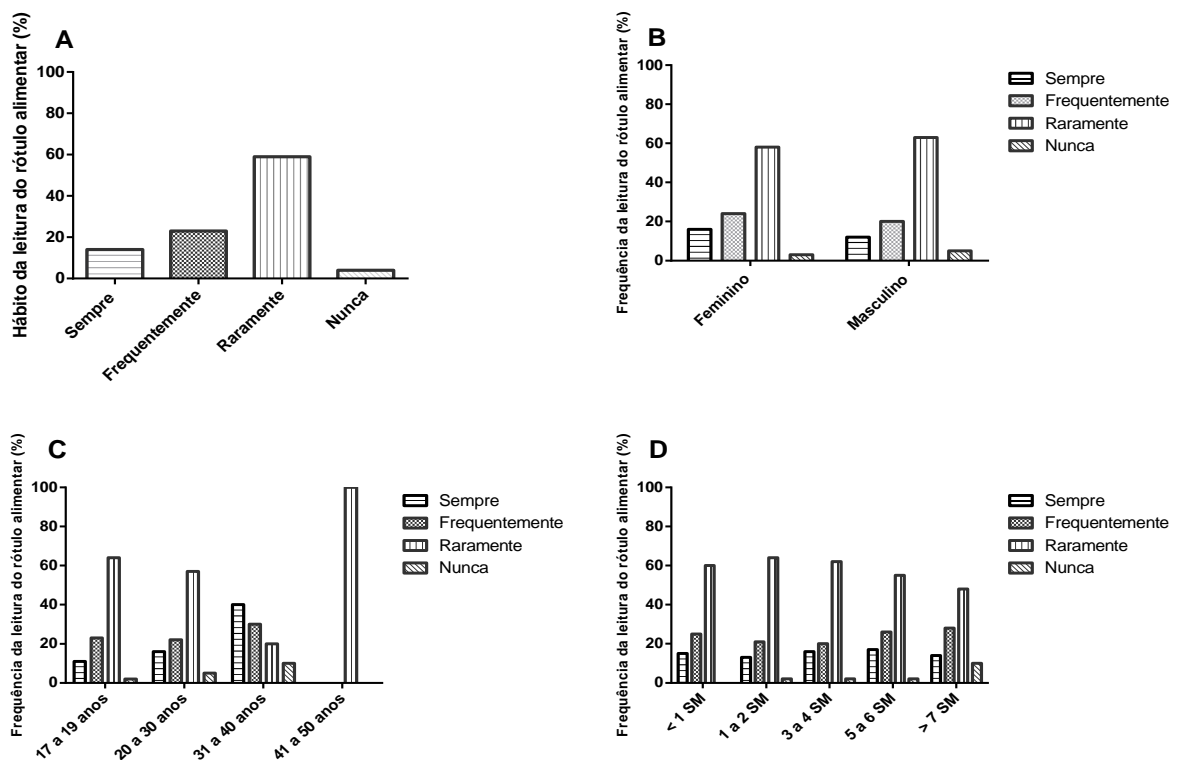 A
Hábito da leitura do rótulo alimentar (%)
100
80
60
40
20
0
Sempre
Frequentemente
Raramente
Nunca
B
Frequência da leitura do rótulo alimentar (%)
100
80
60
40
20
0
Feminino
Masculino
Sempre
Frequentemente
Raramente
Nunca
C
Frequência da leitura do rótulo alimentar (%)
100
80
60
40
20
0
17 a 19 anos
20 a 30 anos
31 a 40 anos
41 a 50 anos
Sempre
Frequentemente
Raramente
Nunca
D
Frequência da leitura do rótulo alimentar (%)
100
80
60
40
20
0
< 1 SM
1 a 2 SM
3 a 4 SM
5 a 6 SM
> 7 SM
Sempre
Frequentemente
Raramente
Nunca